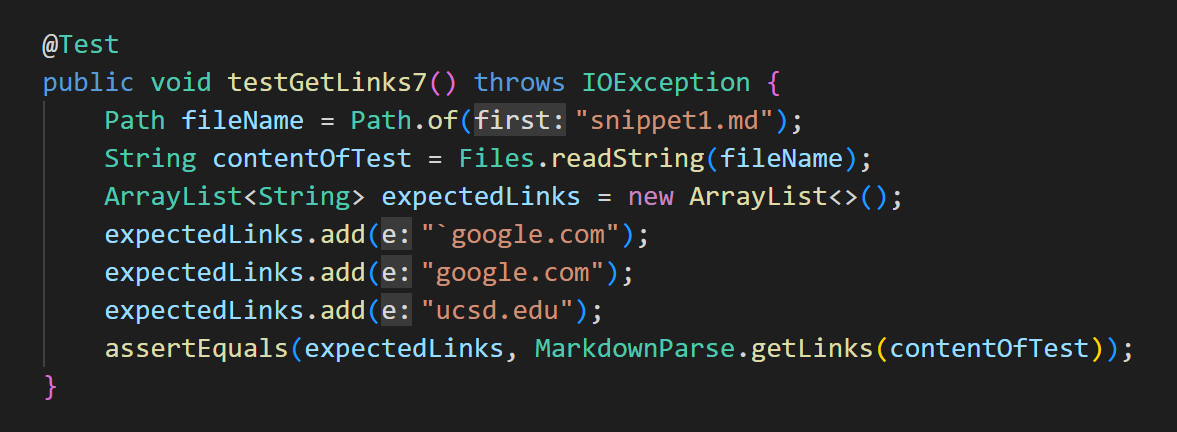 @Test
public void testGetLinks7() throws IOException {
    Path fileName = Path.of(first: "snippet1.md");
    String contentOfTest = Files.readString(fileName);
    ArrayList<String> expectedLinks = new ArrayList<>();
    expectedLinks.add(e: "`google.com");
    expectedLinks.add(e: "google.com");
    expectedLinks.add(e: "ucsd.edu");
    assertEquals(expectedLinks, MarkdownParse.getLinks(contentOfTest));
}